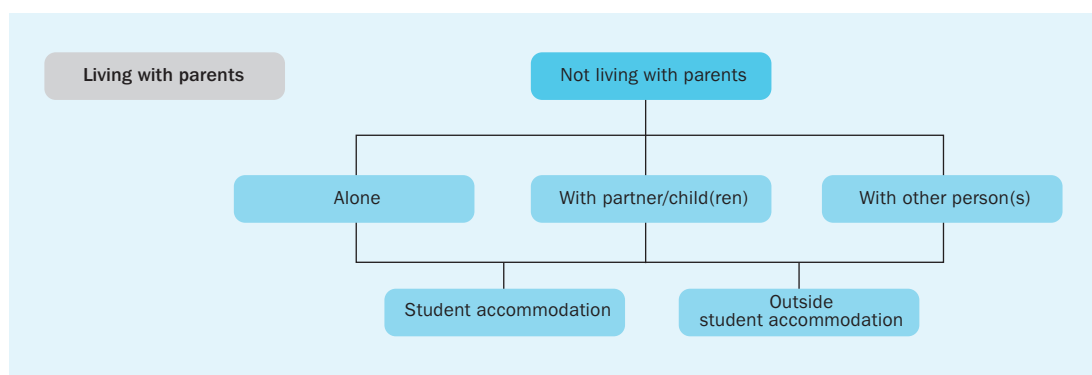 Living with parents
Not living with parents
Alone
With partner/child(ren)
With other person(s)
Student accommodation
Outside
student accommodation